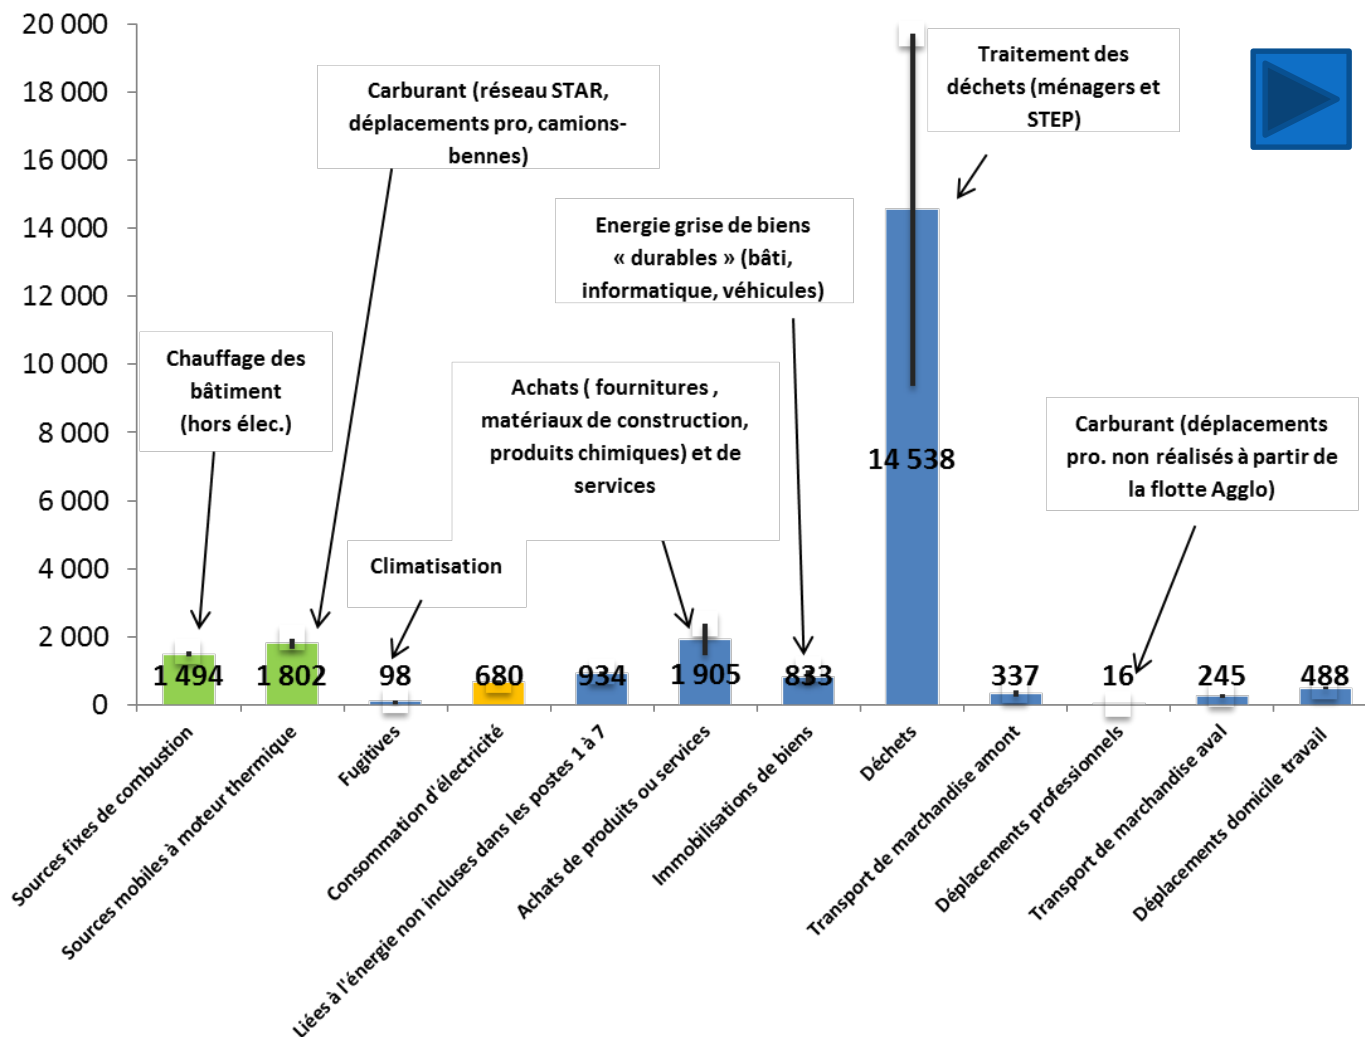 20 000
18 000
16 000
14 000
12 000
10 000
8 000
6 000
4 000
2 000
0
Chauffage des
bâtiment
(hors élec.)
Carburant (réseau STAR,
déplacements pro, camions-
bennes)
Climatisation
Achats ( fournitures ,
matériaux de construction,
produits chimiques) et de
services
Energie grise de biens
« durables » (bâti,
informatique, véhicules)
Traitement des
déchets (ménagers et
STEP)
Carburant (déplacements
pro. non réalisés à partir de
la flotte Agglo)
1 494
1 802
98
680
934
1 905
833
14 538
337
16
245
488
Sources fixes de combustion
Sources mobiles à moteur thermique
Fugitives
Consommation d'électricité
Liées à l'énergie non incluses dans les postes 1 à 7
Achats de produits ou services
Immobilisations de biens
Déchets
Transport de marchandise amont
Déplacements professionnels
Transport de marchandise aval
Déplacements domicile travail